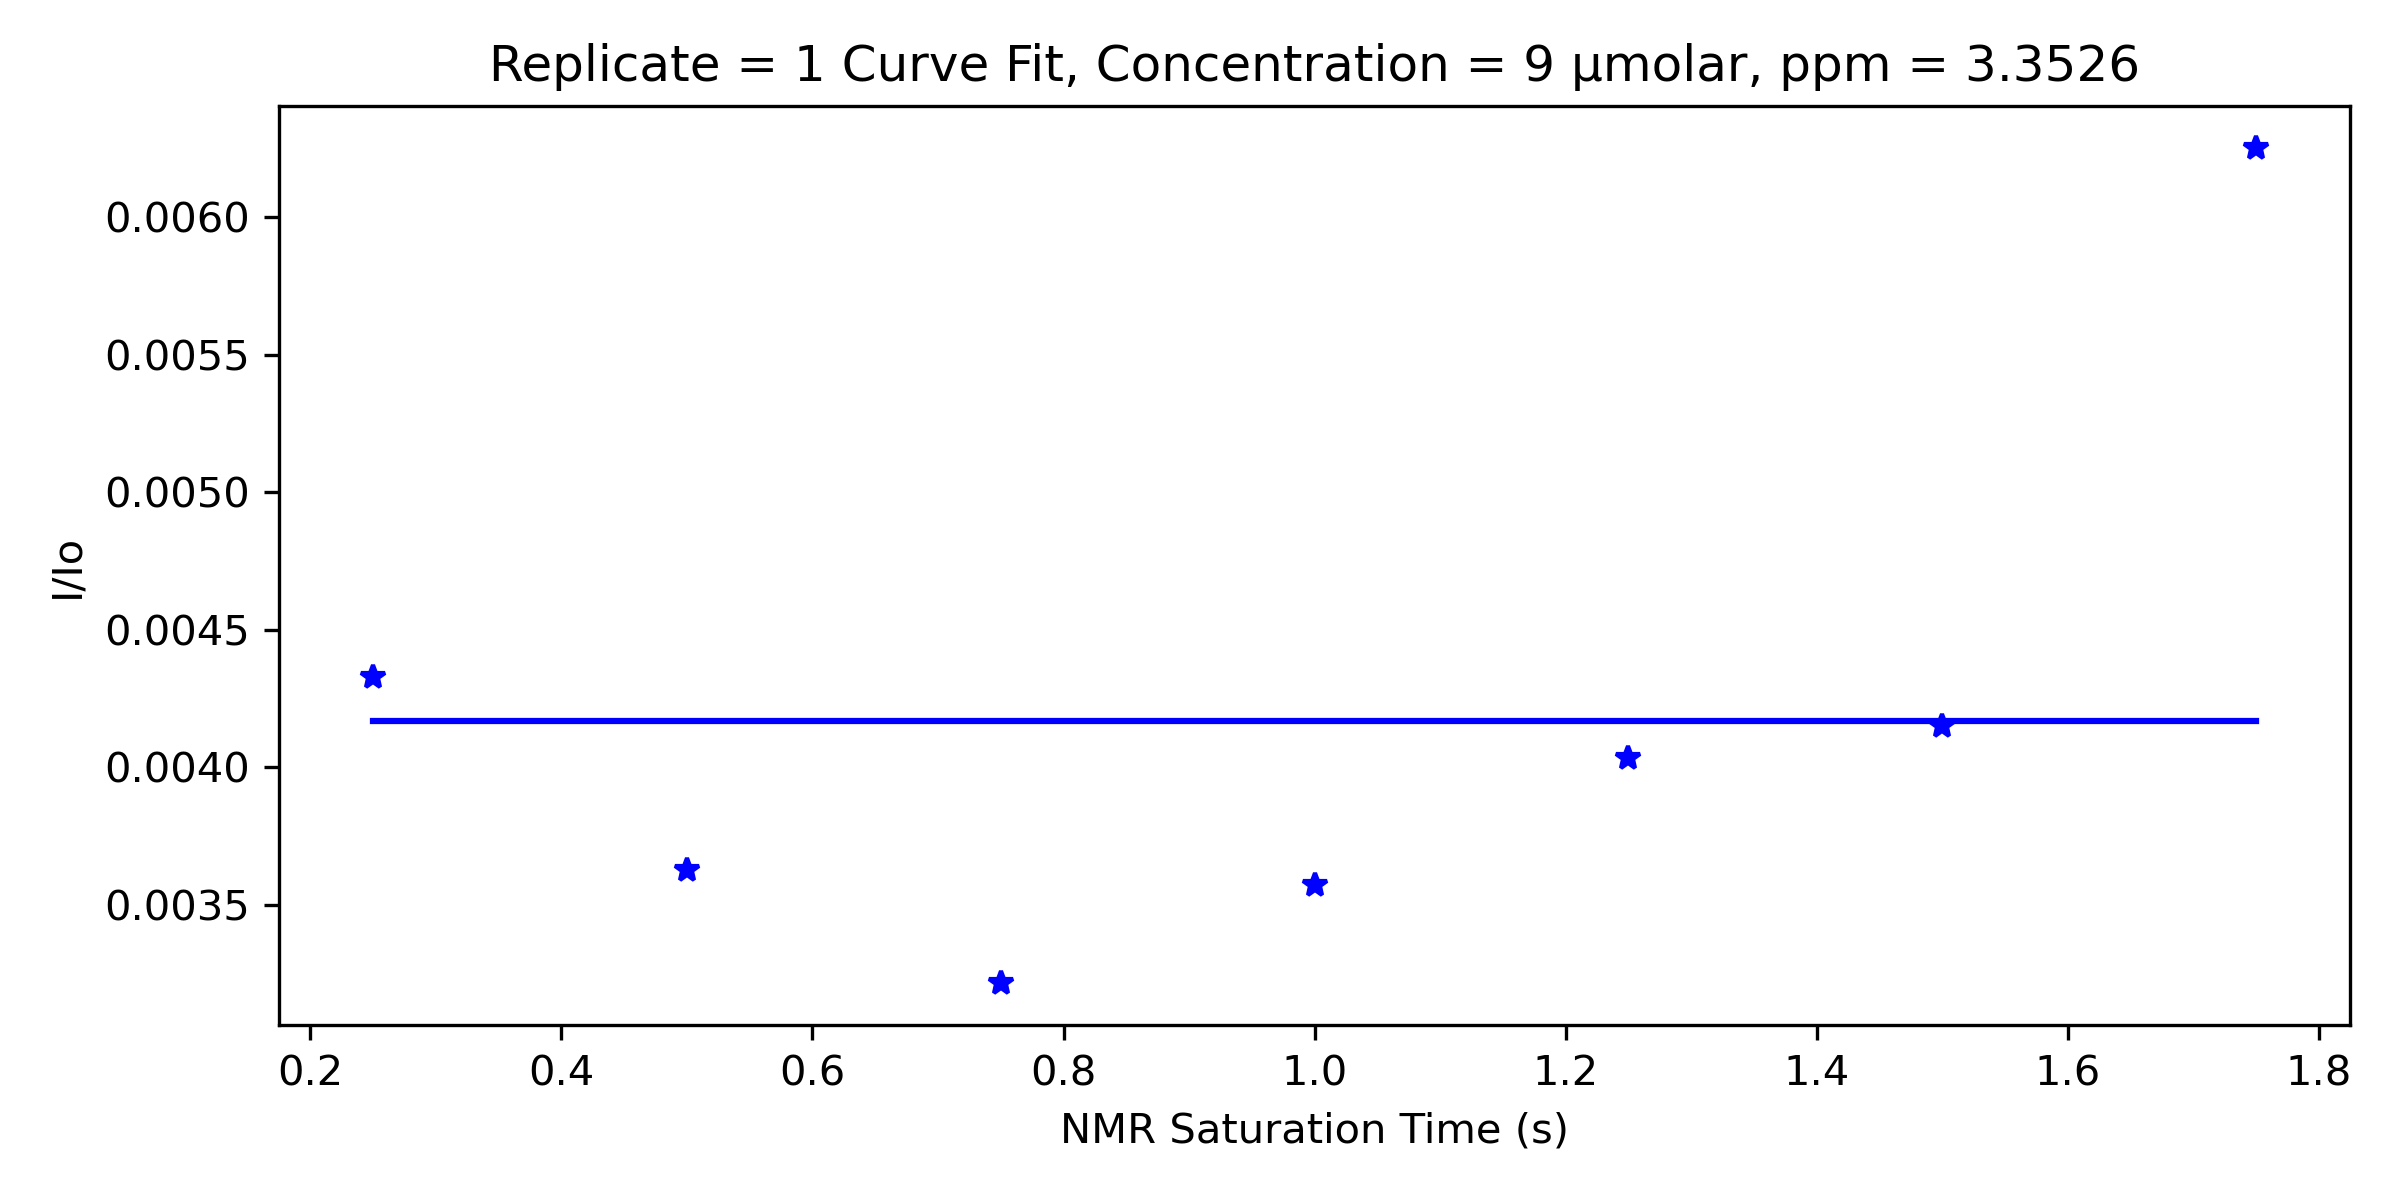 Replicate = 1 Curve Fit, Concentration = 9 μmolar, ppm = 3.3526
0.0060
0.0055
0.0050
0.0045
0.0040
0.0035
I/Io
0.2 0.4 0.6 0.8 1.0 1.2 1.4 1.6 1.8
NMR Saturation Time (s)